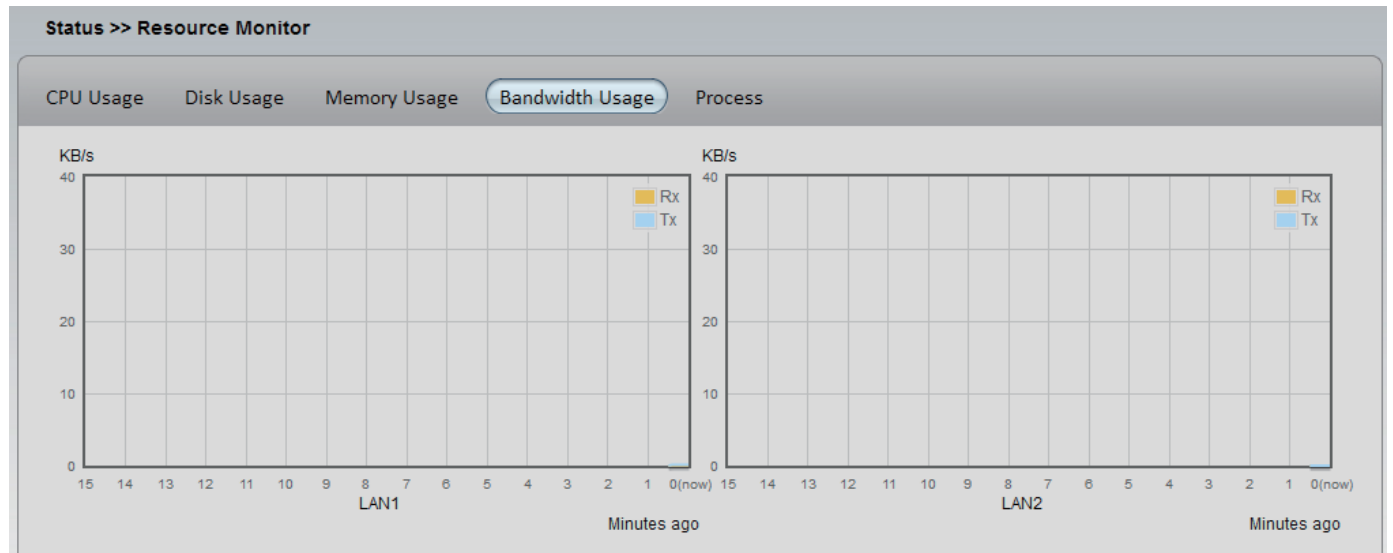 Status >> Resource Monitor
CPU Usage Disk Usage Memory Usage Bandwidth Usage Process
KB/s
40
30
20
10
0
Rx
Tx
15 14 13 12 11 10 9 8 7 6 5 4 3 2 1 0(now)
LAN1
Minutes ago
KB/s
40
30
20
10
0
Rx
Tx
15 14 13 12 11 10 9 8 7 6 5 4 3 2 1 0(now)
LAN2
Minutes ago